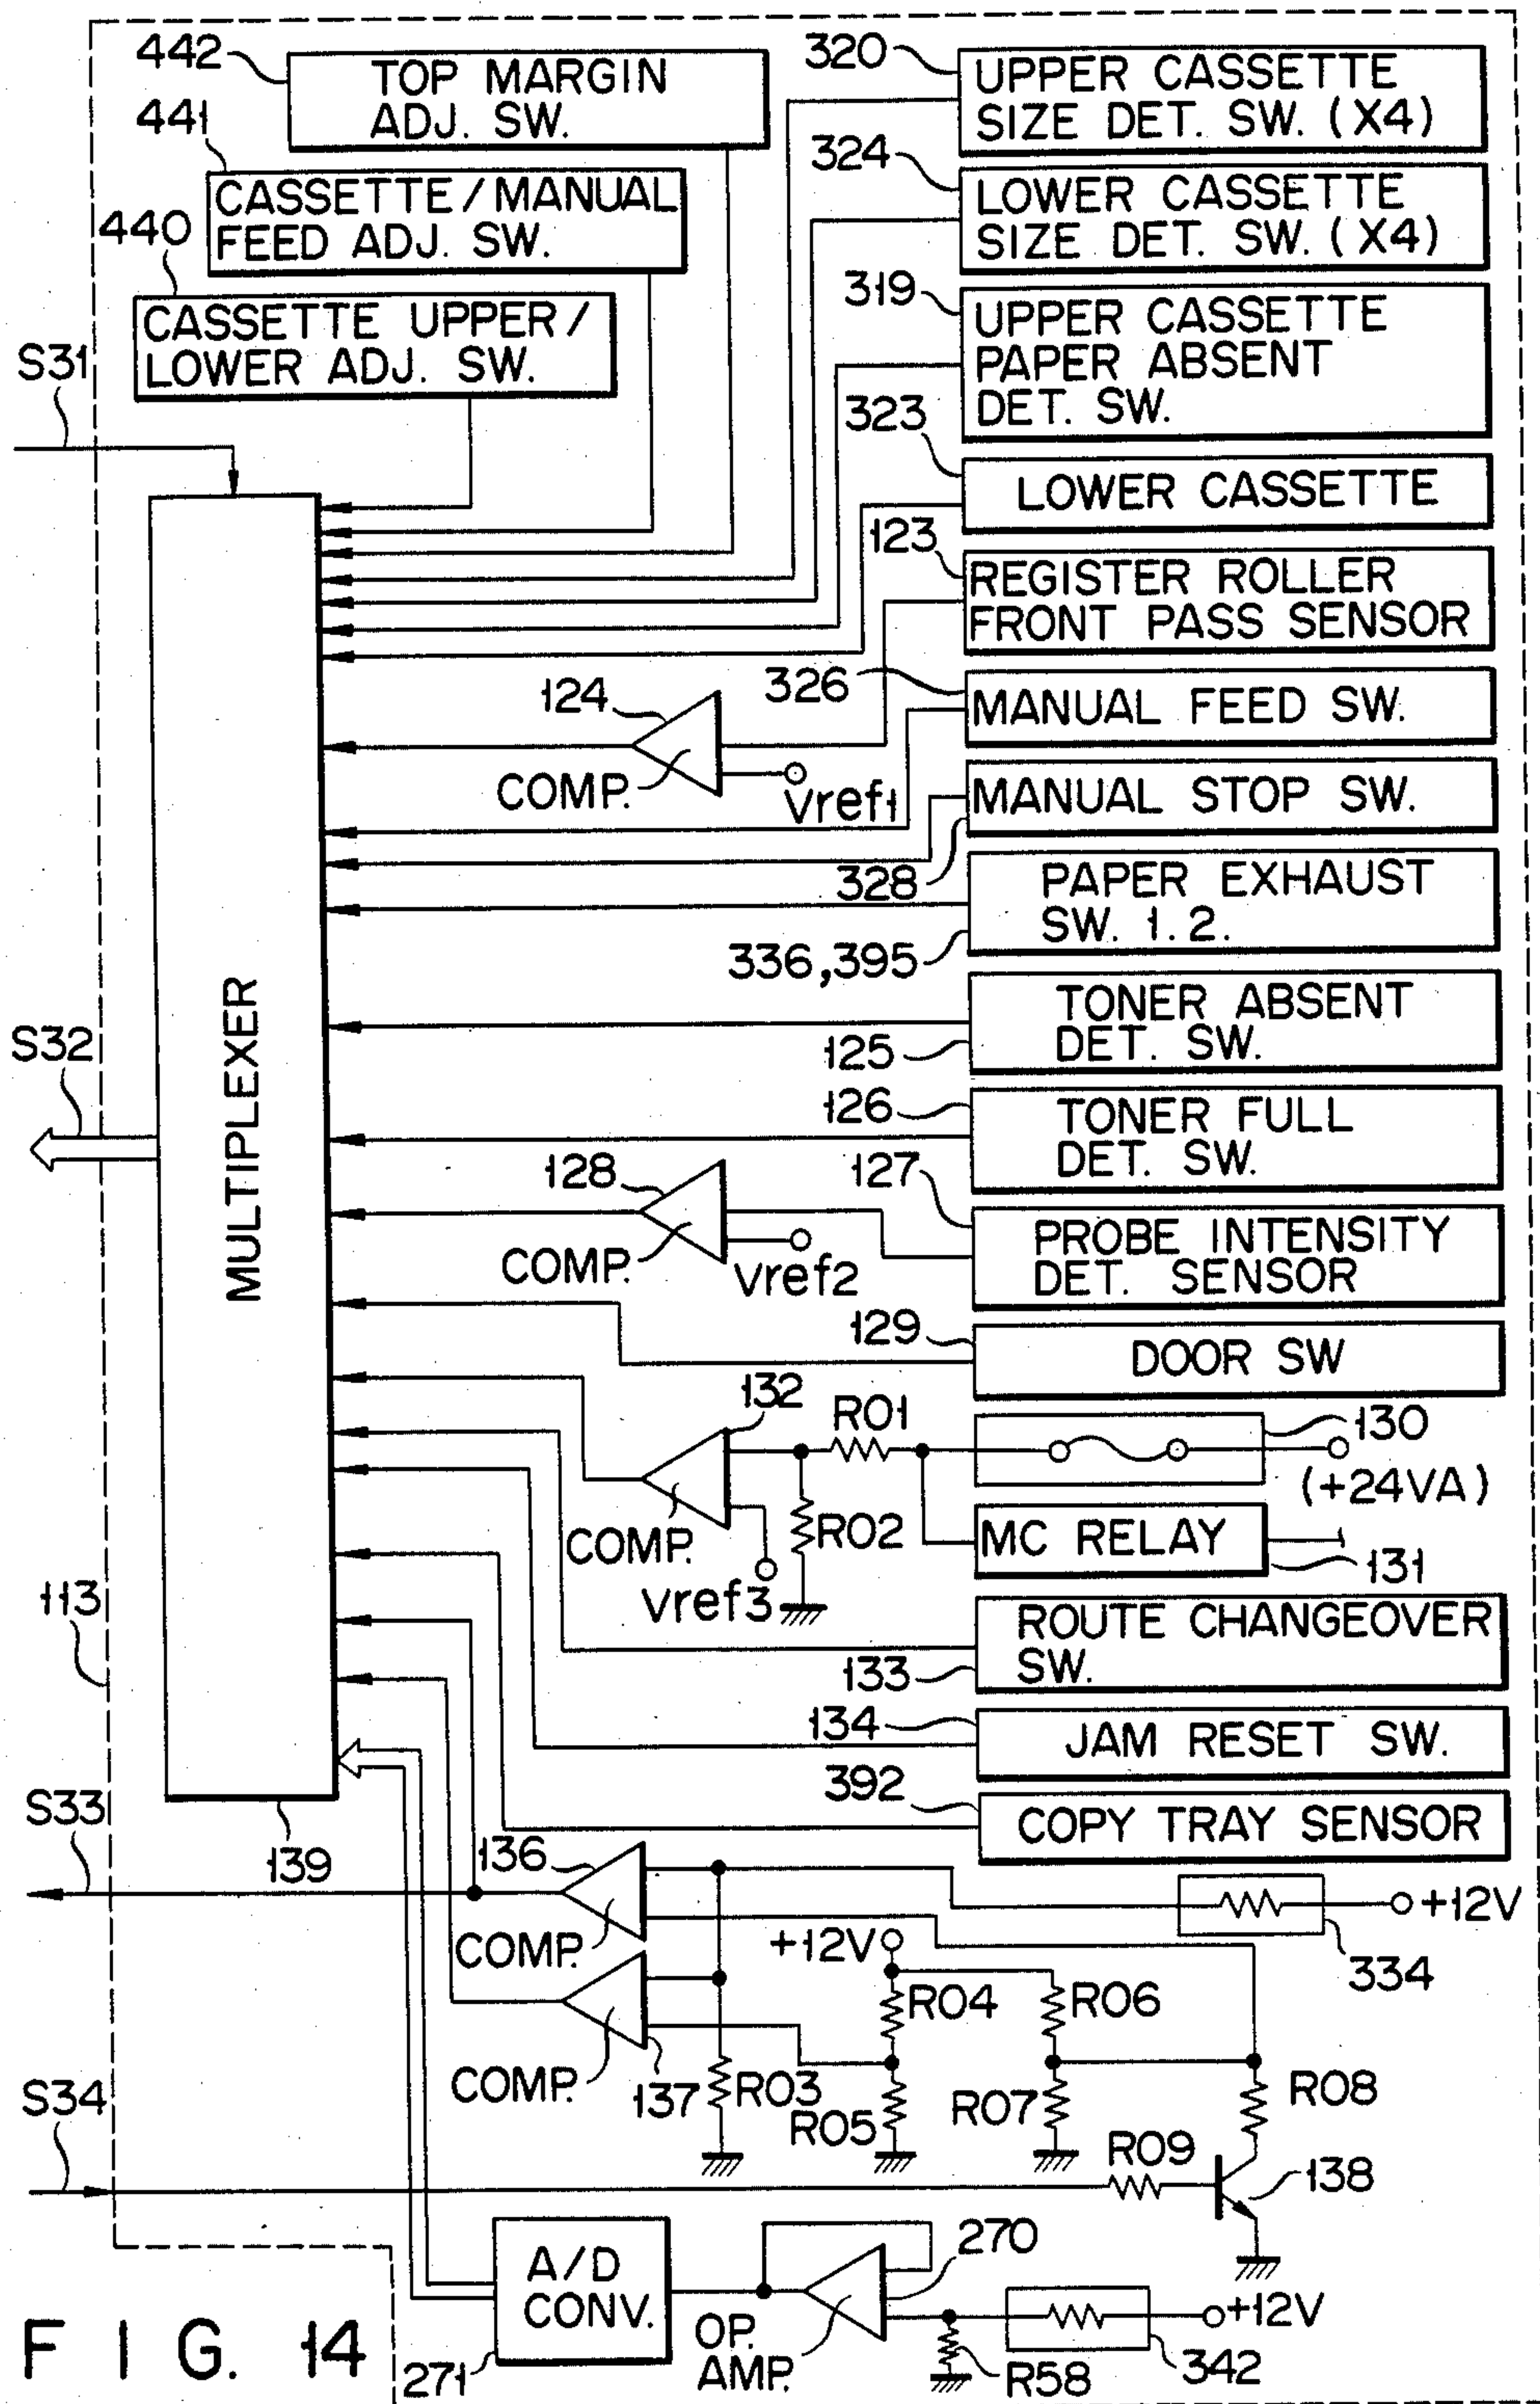 442
TOP MARGIN
ADJ. SW.
320
UPPER CASSETTE
SIZE DET. SW. (X4)
441
CASSETTE/MANUAL
FEED ADJ. SW.
324
LOWER CASSETTE
SIZE DET. SW. (X4)
440
CASSETTE UPPER/
LOWER ADJ. SW.
319
UPPER CASSETTE
PAPER ABSENT
DET. SW.
S31
323
LOWER CASSETTE
123
REGISTER ROLLER
FRONT PASS SENSOR
124
COMP.
Vref1
326
MANUAL FEED SW.
MANUAL STOP SW.
328
PAPER EXHAUST
SW. 1. 2.
336,395
MULTIPLEXER
S32
TONER ABSENT
DET. SW.
125
126
TONER FULL
DET. SW.
128
COMP.
Vref2
127
PROBE INTENSITY
DET. SENSOR
129
DOOR SW
132
COMP.
Vref3
R01
R02
130
(+24VA)
MC RELAY
131
113
ROUTE CHANGEOVER
SW.
133
134
JAM RESET SW.
392
COPY TRAY SENSOR
S33
139
136
COMP.
+12V
334
+12V
R04
R06
COMP.
137
R03
R05
R07
R08
S34
R09
138
A/D
CONV.
271
270
OP.
AMP.
+12V
R58
342
FIG. 14